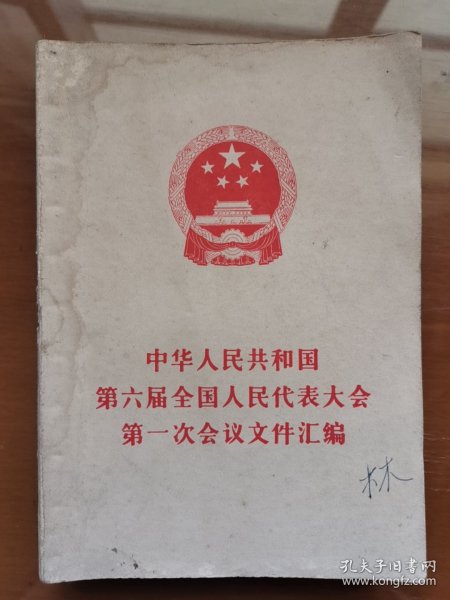 中华人民共和国
第六届全国人民代表大会
第一次会议文件汇编
林
孔夫子旧书网
www.kongfz.com